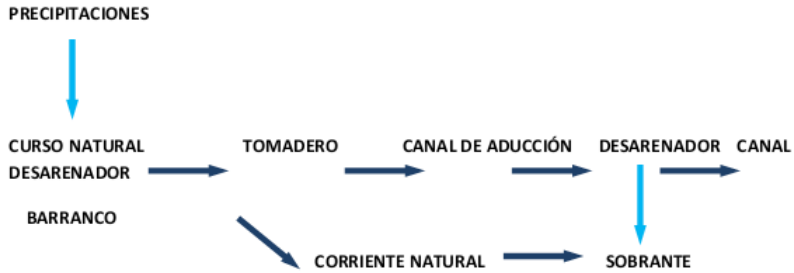 PRECIPITACIONES
CURSO NATURAL TOMADERO CANAL DE ADUCCIÓN DESARENADOR CANAL
DESARENADOR
BARRANCO
CORRIENTE NATURAL SOBRANTE